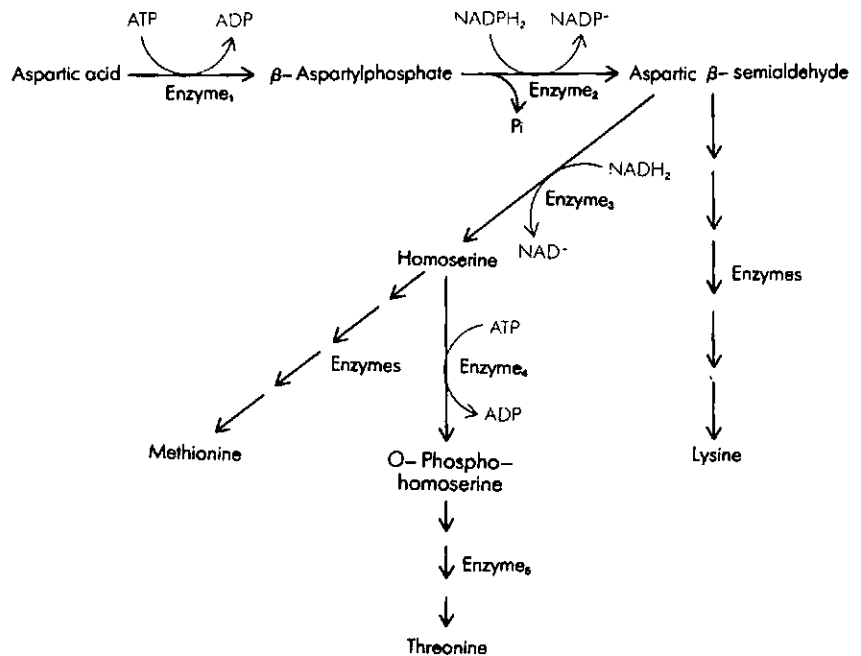 ATP ADP NADPH₂ NADP-
Aspartic acid β-Aspartylphosphate Aspartic β-semialdehyde
Enzyme₁ Enzyme₂
Pi
NADH₂
Enzyme₃
NAD-
Homoserine
Enzymes
ATP
Enzymes Enzyme₄
ADP
Methionine O-Phospho- Lysine
homoserine
Enzyme₅
Threonine